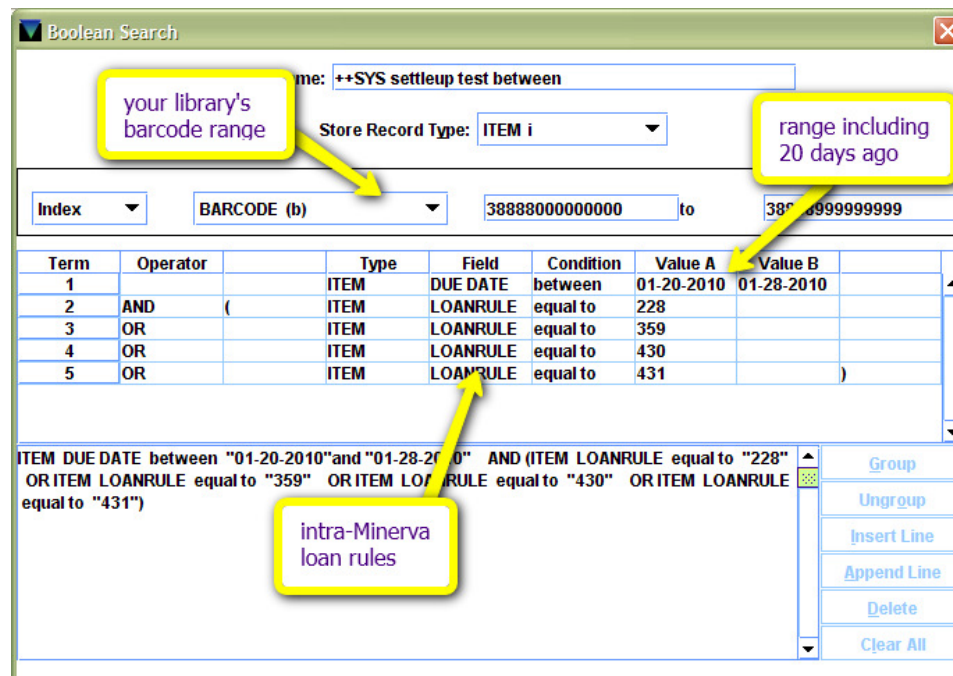 Boolean Search
me: ++SYS settleup test between
your library's
barcode range
Store Record Type: ITEM i
range including
20 days ago
Index BARCODE (b) 38888000000000 to 999999999
Term Operator Type Field Condition Value A Value B
1 ITEM DUE DATE between 01-20-2010 01-28-2010
2 AND ( ITEM LOANRULE equal to 228
3 OR ITEM LOANRULE equal to 359
4 OR ITEM LOANRULE equal to 430
5 OR ITEM LOANRULE equal to 431 )
ITEM DUE DATE between "01-20-2010"and "01-28-2010" AND (ITEM LOANRULE equal to "228"
OR ITEM LOANRULE equal to "359" OR ITEM LOANRULE equal to "430" OR ITEM LOANRULE
equal to "431")
Group
Ungroup
Insert Line
Append Line
Delete
Clear All
intra-Minerva
loan rules